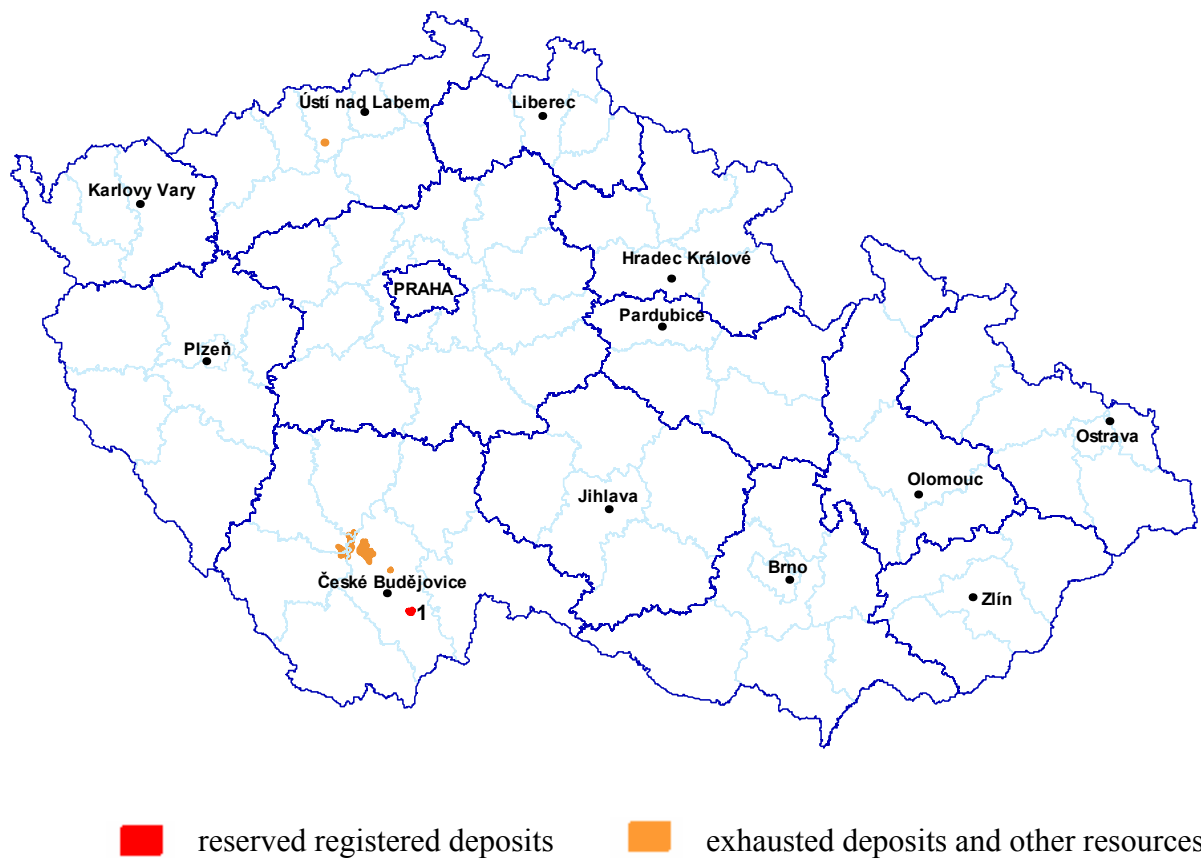 Ústí nad Labem
Liberec
Karlovy Vary
Hradec Králové
PRAHA
Pardubice
Plzeň
Ostrava
Olomouc
Jihlava
Brno
České Budějovice
Zlín
1
reserved registered deposits
exhausted deposits and other resources